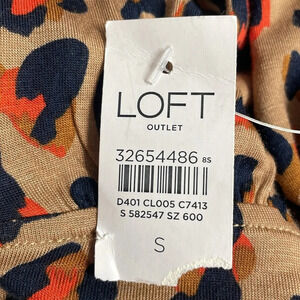 LOFT
OUTLET
32654486 8S
D401 CL005 C7413
S 582547 SZ 600
S